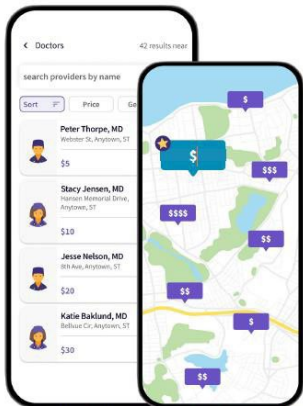 Doctors
42 results near
search providers by name
Sort
Price
Ge
Peter Thorpe, MD
Webster St, Anytown, ST
$5
Stacy Jensen, MD
Hansen Memorial Drive,
Anytown, ST
$10
Jesse Nelson, MD
8th Ave, Anytown, ST
$20
Katie Baklund, MD
Bellvue Cir, Anytown, ST
$30
$
$
$$$
$$$$
$$
$$
$
$$